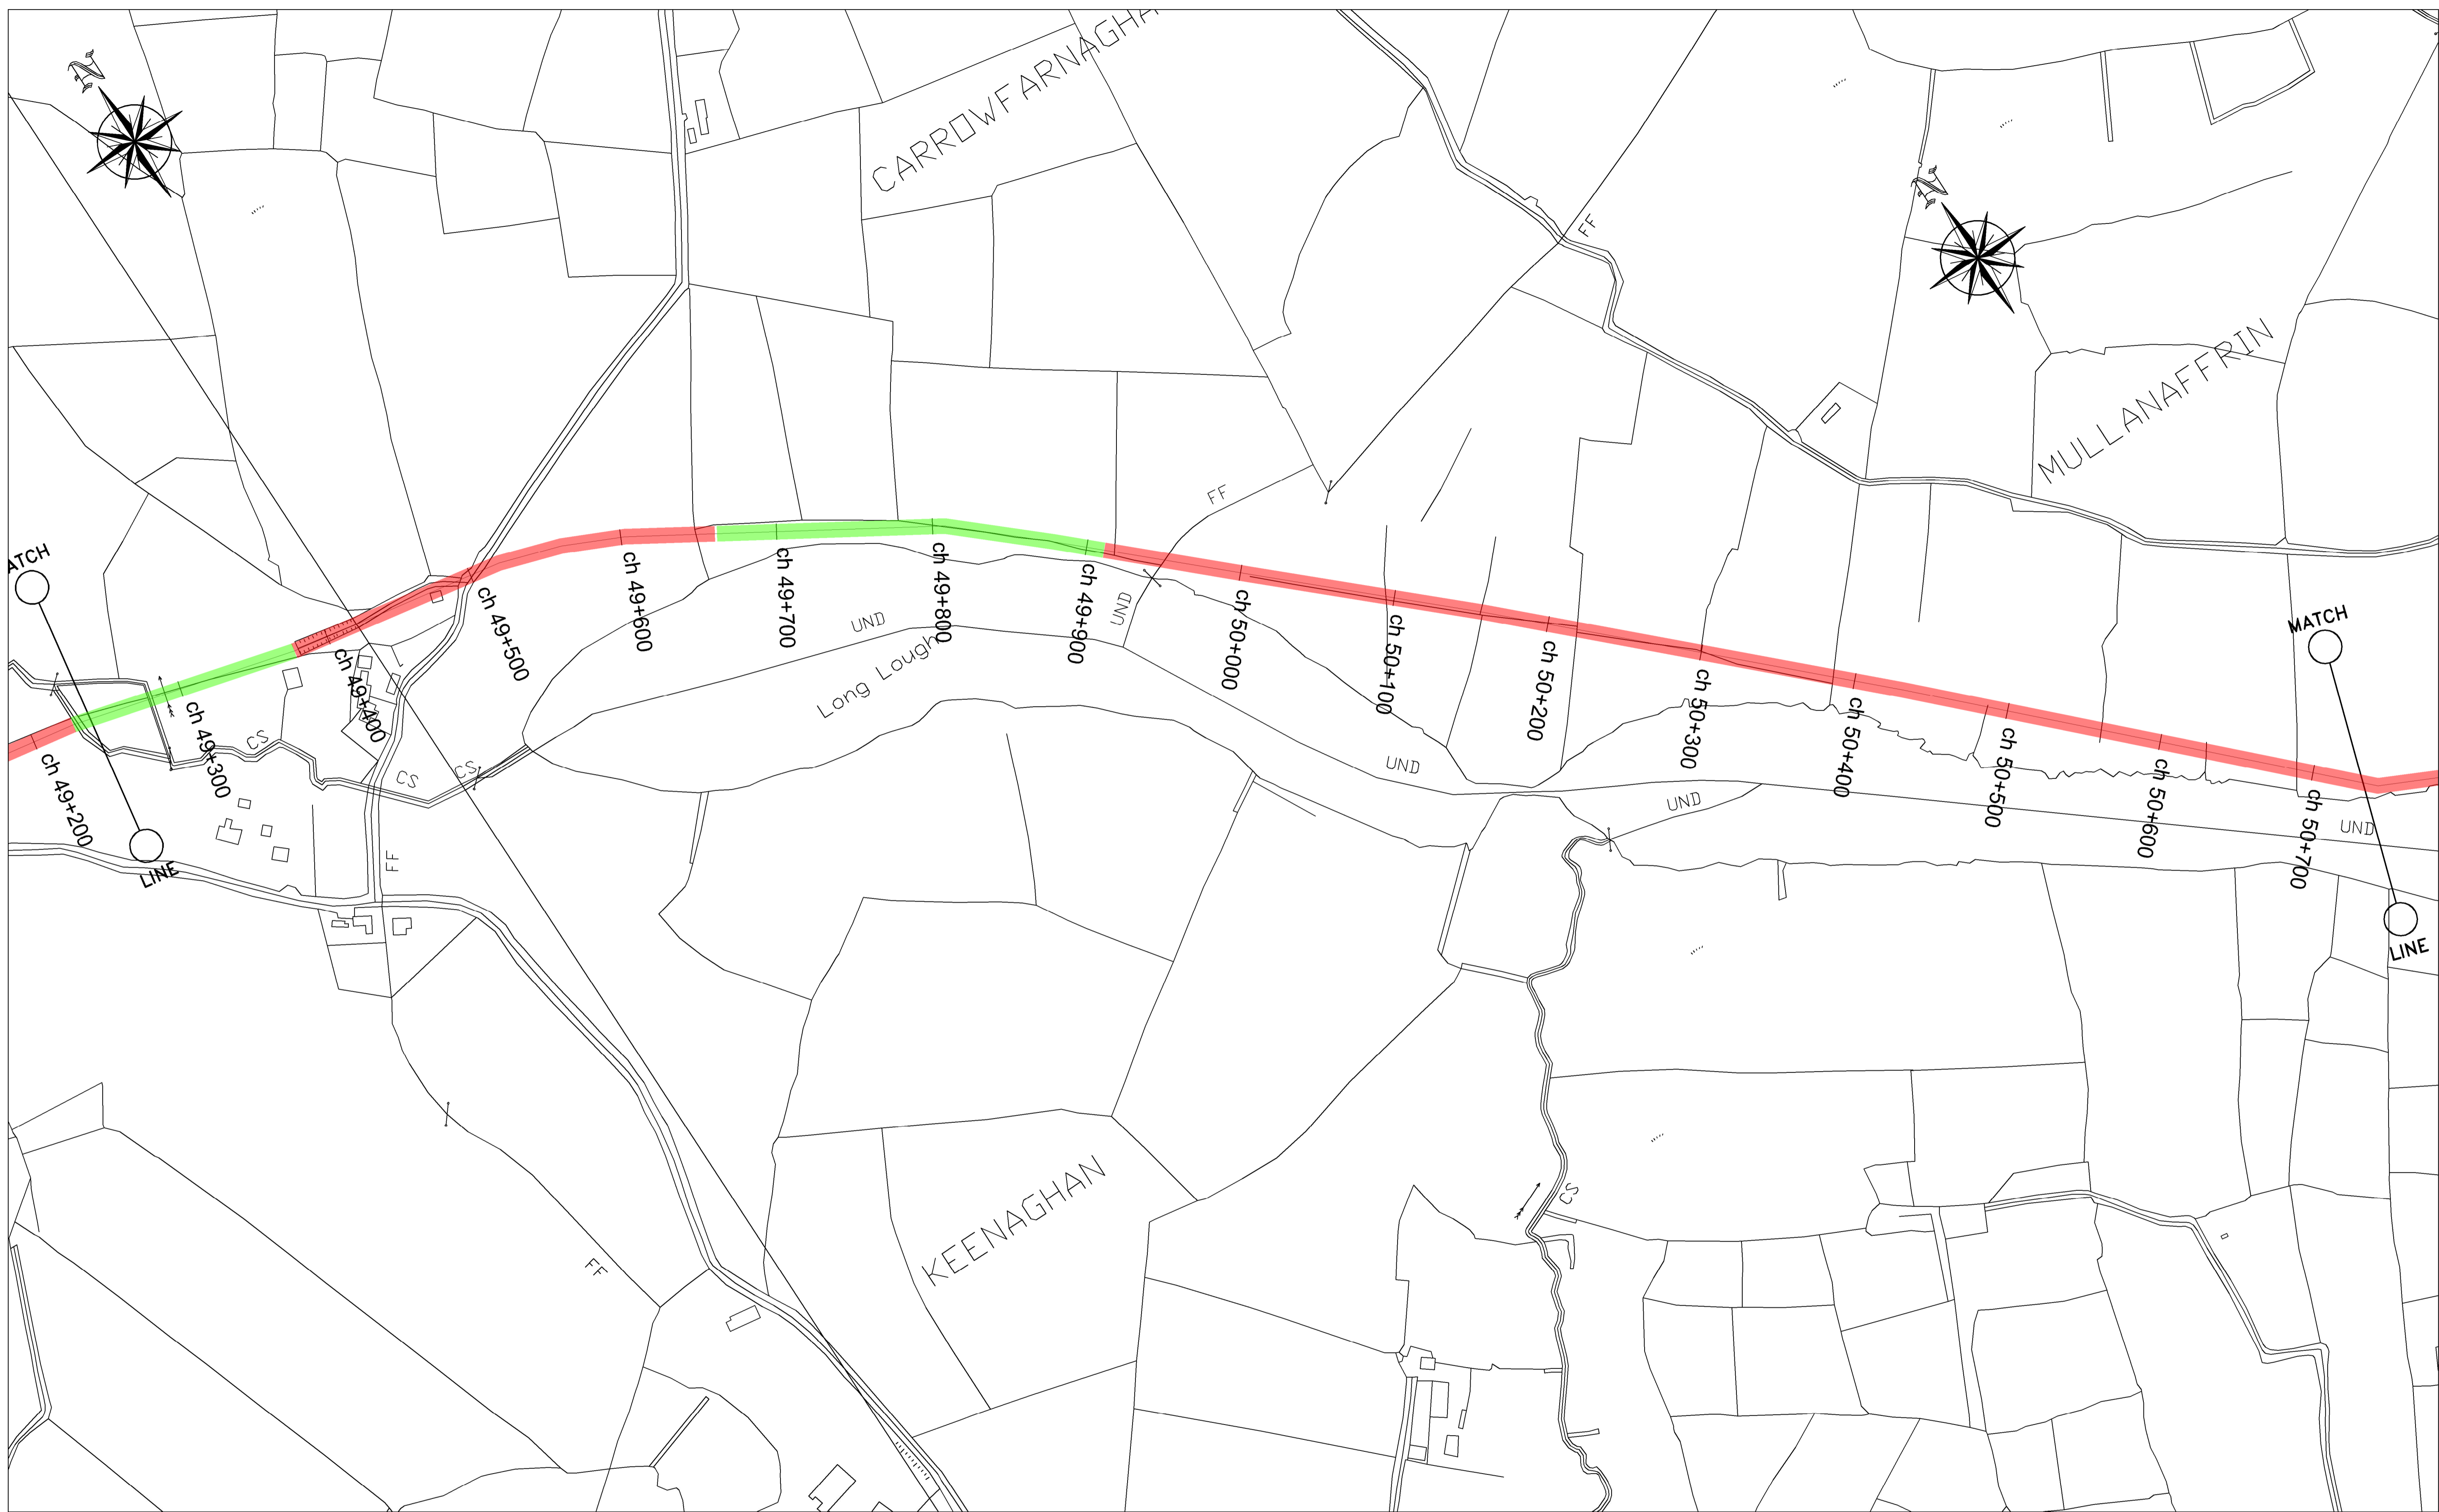 N
CARROWFARNAGHA
FF
N
MULLANAFFRIN
FF
MATCH
ch 49+200
LINE
ch 49+300
CS
ch 49+400
CS
CS
FF
ch 49+500
ch 49+600
ch 49+700
UND
Long Lough
ch 49+800
ch 49+900
UND
ch 50+000
ch 50+100
UND
ch 50+200
ch 50+300
UND
ch 50+400
ch 50+500
ch 50+600
ch 50+700
MATCH
UND
LINE
KEENAGHAN
CS
FF